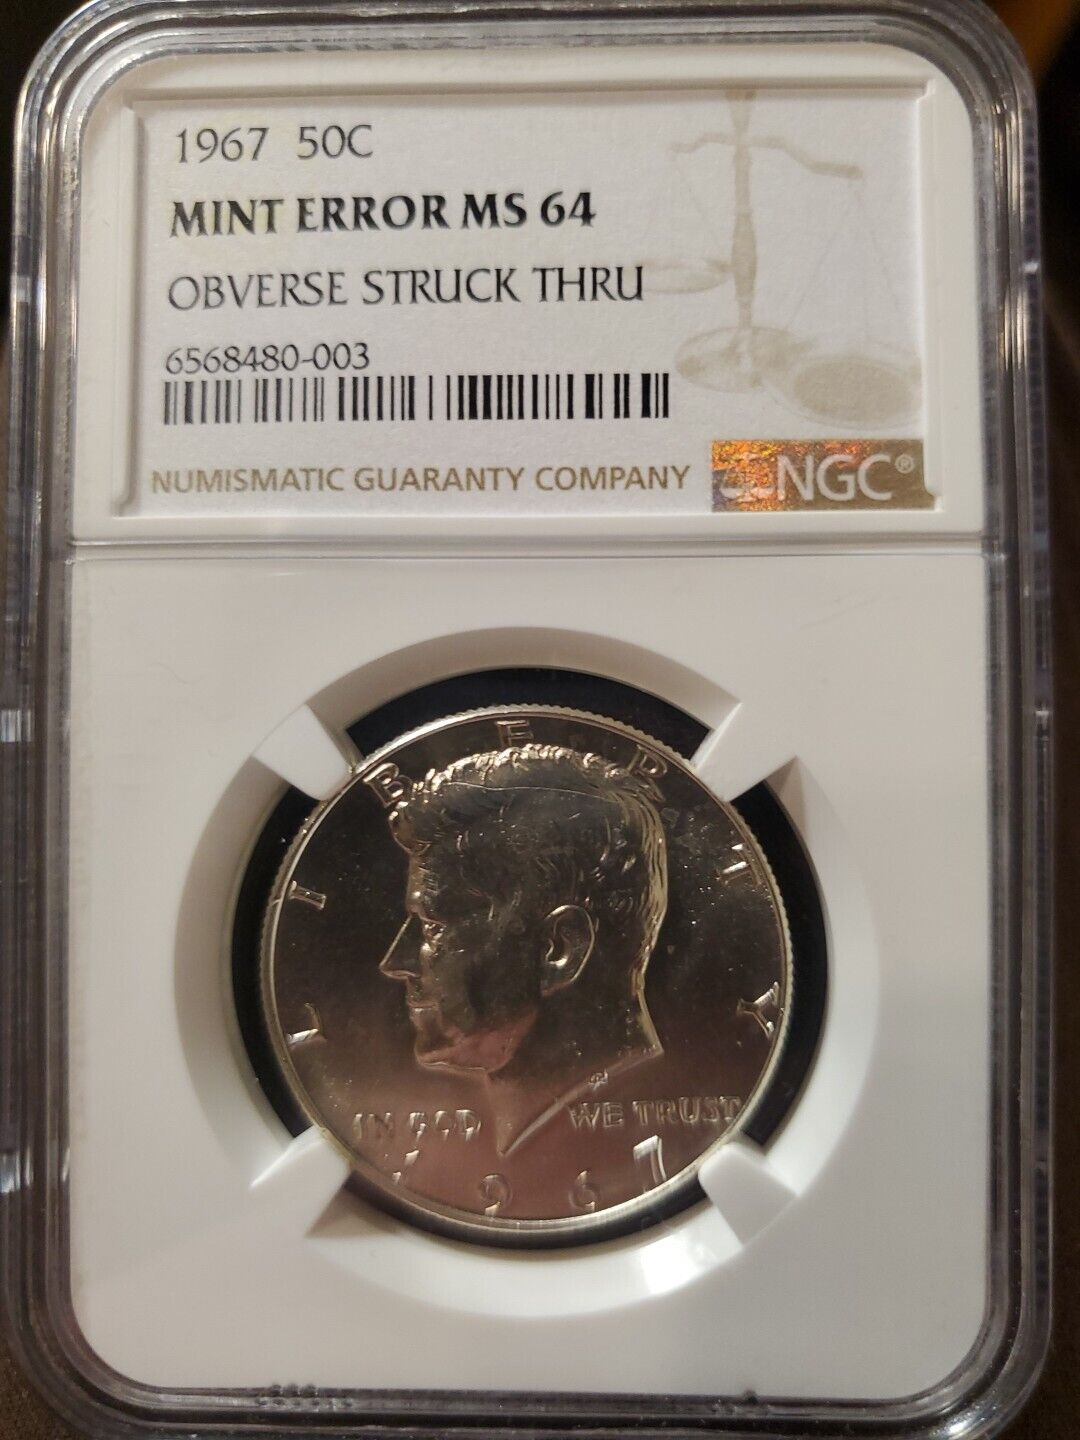 1967 50C
MINT ERROR MS 64
OBVERSE STRUCK THRU
6568480-003
NUMISMATIC GUARANTY COMPANY
NGC®
LIBERTY
IN GOD WE TRUST
1967